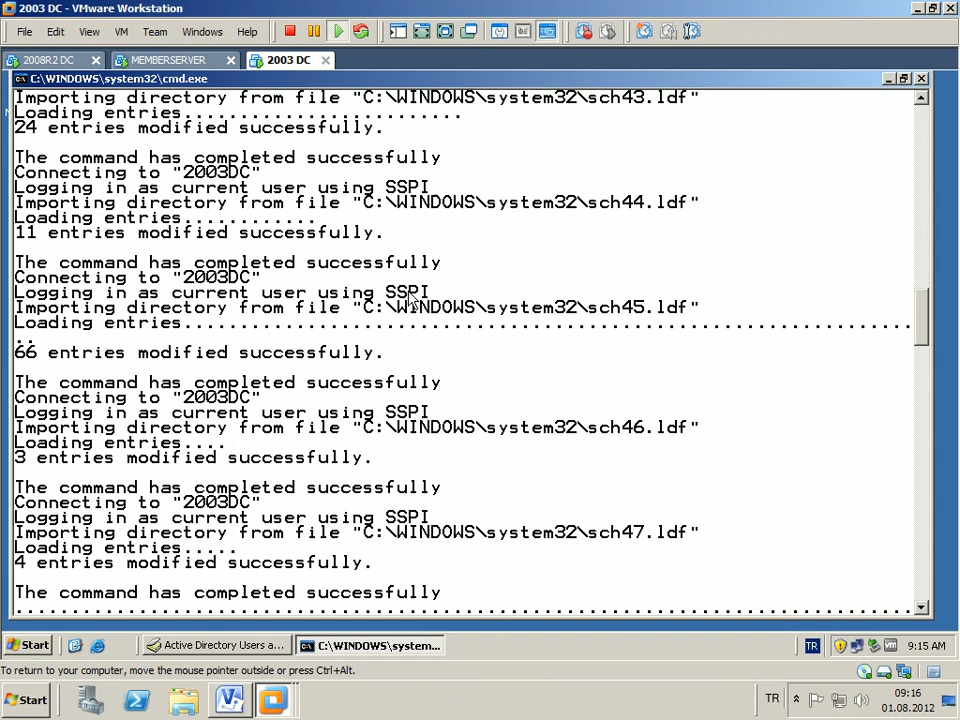 2003 DC - VMware Workstation
File Edit View VM Team Windows Help
2008R2 DC MEMBERSERVER 2003 DC
C:\WINDOWS\system32\cmd.exe
Importing directory from file "C:\WINDOWS\system32\sch43.ldf"
Loading entries.........................
24 entries modified successfully.
The command has completed successfully
Connecting to "2003DC"
Logging in as current user using SSPI
Importing directory from file "C:\WINDOWS\system32\sch44.ldf"
Loading entries............
11 entries modified successfully.
The command has completed successfully
Connecting to "2003DC"
Logging in as current user using SSPI
Importing directory from file "C:\WINDOWS\system32\sch45.ldf"
Loading entries.................................................................
..
66 entries modified successfully.
The command has completed successfully
Connecting to "2003DC"
Logging in as current user using SSPI
Importing directory from file "C:\WINDOWS\system32\sch46.ldf"
Loading entries....
3 entries modified successfully.
The command has completed successfully
Connecting to "2003DC"
Logging in as current user using SSPI
Importing directory from file "C:\WINDOWS\system32\sch47.ldf"
Loading entries.....
4 entries modified successfully.
The command has completed successfully
................................................................................
Start Active Directory Users a... C:\WINDOWS\system... TR 9:15 AM
To return to your computer, move the mouse pointer outside or press Ctrl+Alt.
Start TR 09:16
01.08.2012